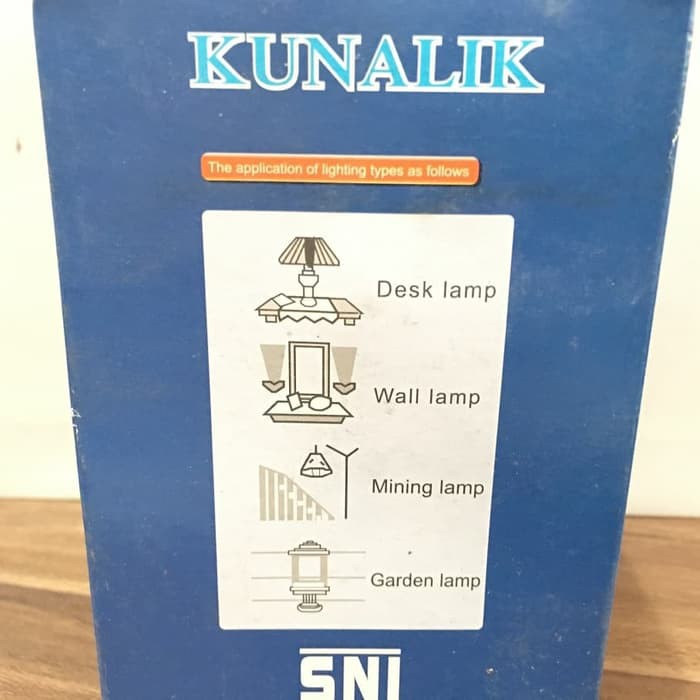 KUNALIK
The application of lighting types as follows
Desk lamp
Wall lamp
Mining lamp
Garden lamp
SNI